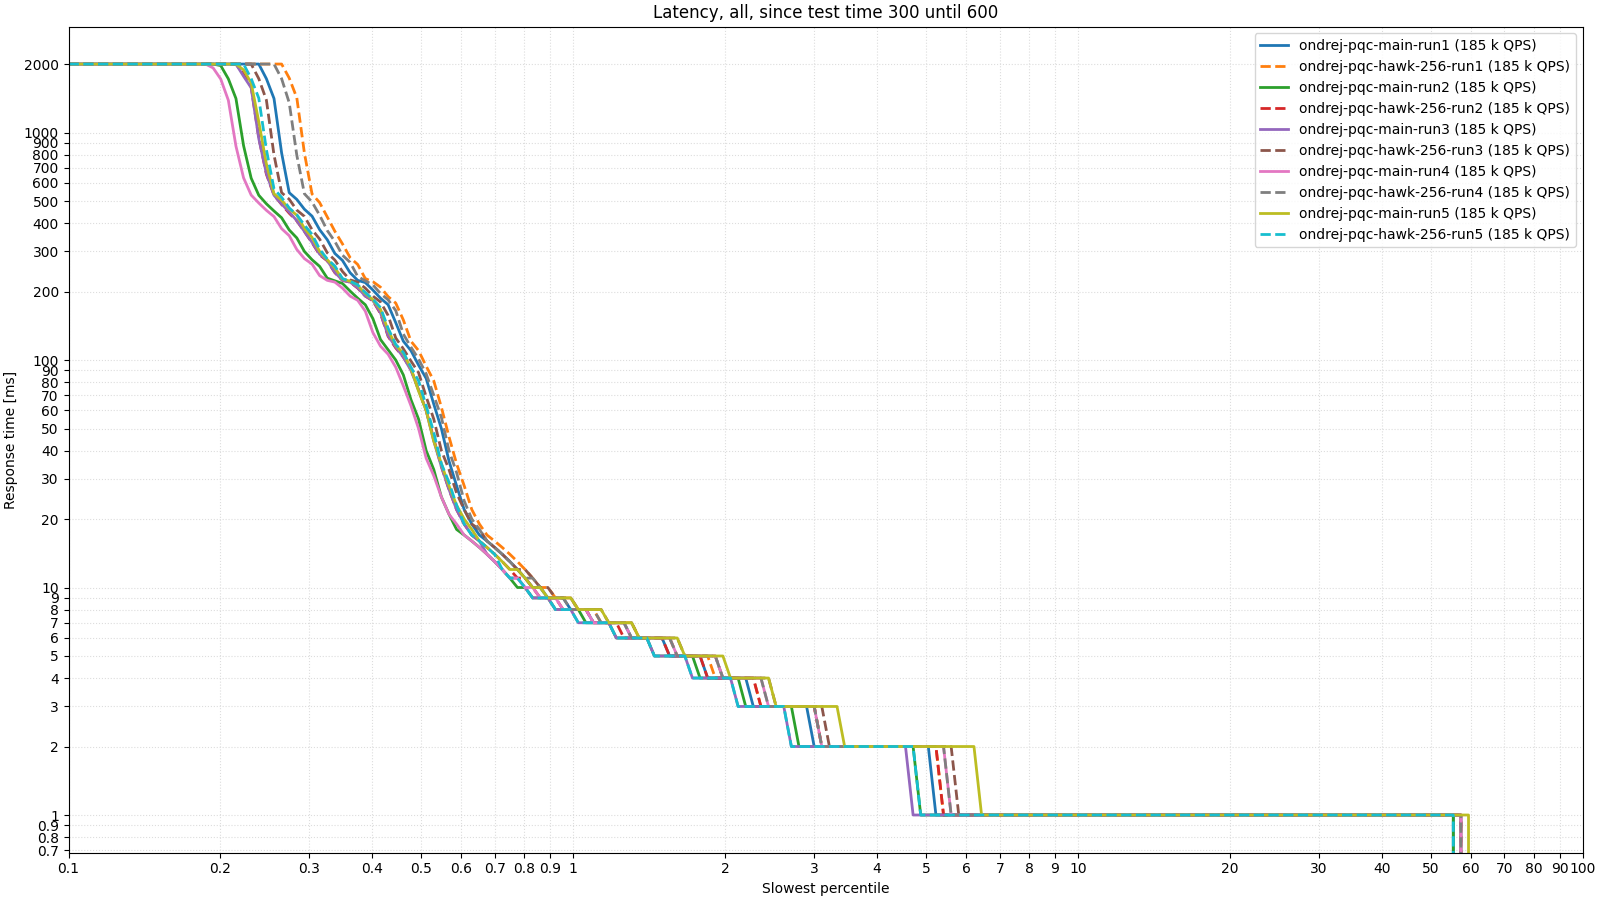 Latency, all, since test time 300 until 600
ondrej-pqc-main-run1 (185 k QPS)
ondrej-pqc-hawk-256-run1 (185 k QPS)
ondrej-pqc-main-run2 (185 k QPS)
ondrej-pqc-hawk-256-run2 (185 k QPS)
ondrej-pqc-main-run3 (185 k QPS)
ondrej-pqc-hawk-256-run3 (185 k QPS)
ondrej-pqc-main-run4 (185 k QPS)
ondrej-pqc-hawk-256-run4 (185 k QPS)
ondrej-pqc-main-run5 (185 k QPS)
ondrej-pqc-hawk-256-run5 (185 k QPS)
Response time [ms]
2000
1000
900
800
700
600
500
400
300
200
100
90
80
70
60
50
40
30
20
10
9
8
7
6
5
4
3
2
1
0.9
0.8
0.7
0.1 0.2 0.3 0.4 0.5 0.6 0.7 0.8 0.9 1 2 3 4 5 6 7 8 9 10 20 30 40 50 60 70 80 90 100
Slowest percentile